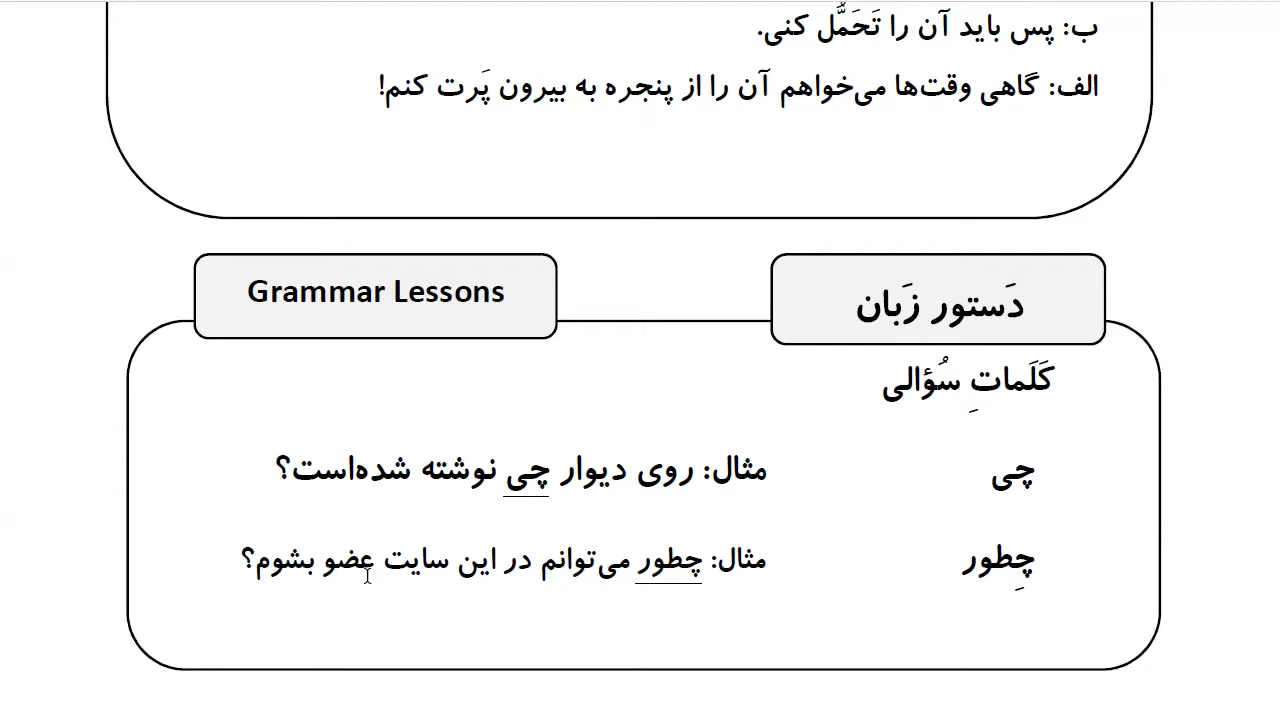 ب: پس باید آن را تَحَمُّل کنی.
الف: گاهی وقت‌ها می‌خواهم آن را از پنجره به بیرون پَرت کنم!
Grammar Lessons
دَستور زَبان
کَلَماتِ سُؤالی
چی
مثال: روی دیوار چی نوشته شده‌است؟
چِطور
مثال: چطور می‌توانم در این سایت عضو بشوم؟